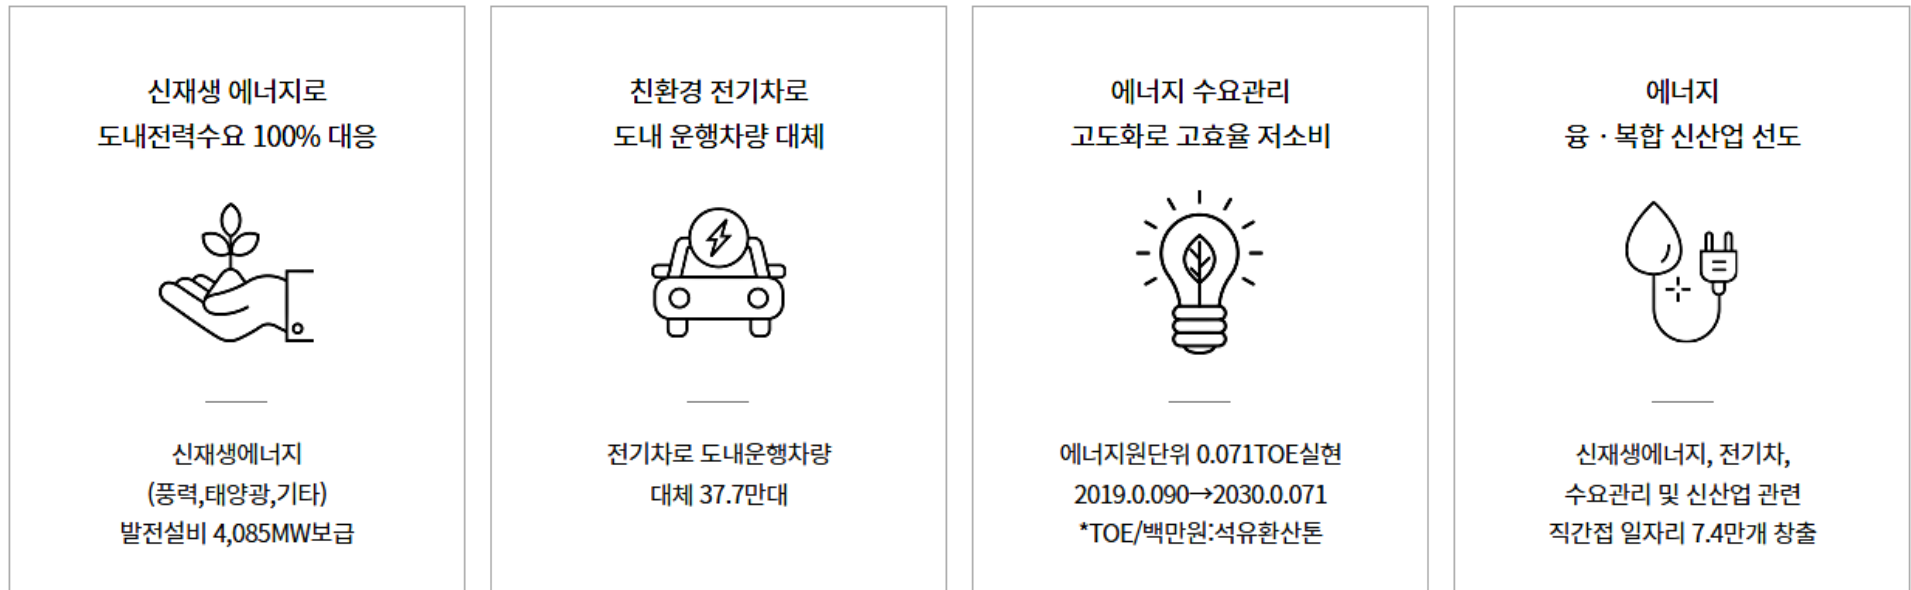 신재생 에너지로
도내전력수요 100% 대응
신재생에너지
(풍력,태양광,기타)
발전설비 4,085MW보급
친환경 전기차로
도내 운행차량 대체
전기차로 도내운행차량
대체 37.7만대
에너지 수요관리
고도화로 고효율 저소비
에너지원단위 0.071TOE실현
2019.0.090→2030.0.071
*TOE/백만원:석유환산톤
에너지
융ㆍ복합 신산업 선도
신재생에너지, 전기차,
수요관리 및 신산업 관련
직간접 일자리 7.4만개 창출